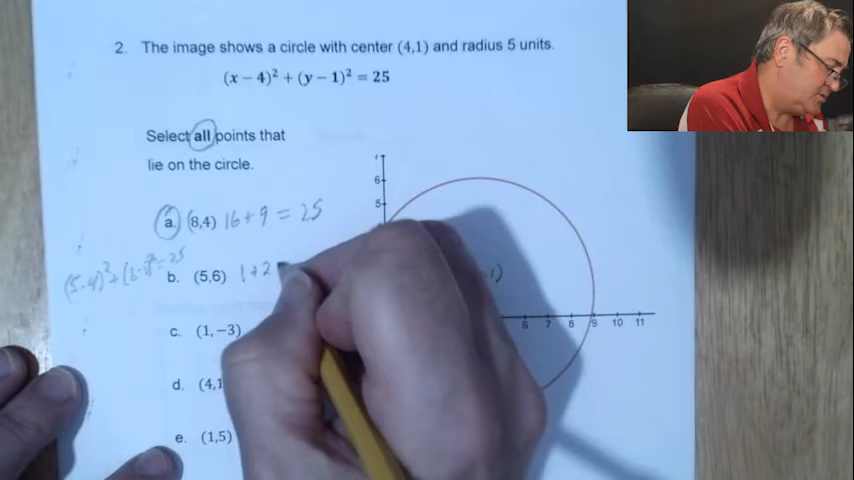 2. The image shows a circle with center (4,1) and radius 5 units.
(x − 4)² + (y − 1)² = 25
Select all points that
lie on the circle.
a. (8,4) 16 + 9 = 25
(5-4)²+(6-1)²=25
b. (5,6) 1 + 2
c. (1,−3)
d. (4,1
e. (1,5)
6
5
6 7 8 9 10 11